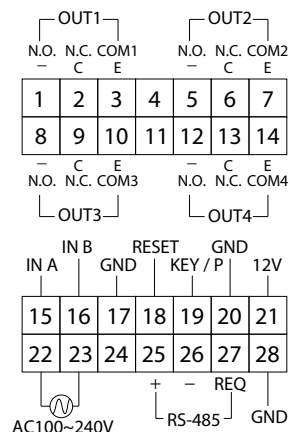 OUT1 OUT2
N.O. N.C. COM1 N.O. N.C. COM2
– C E – C E
1 2 3 4 5 6 7
8 9 10 11 12 13 14
– C E – C E
N.O. N.C. COM3 N.O. N.C. COM4
OUT3 OUT4
IN B RESET GND
IN A GND KEY / P 12V
15 16 17 18 19 20 21
22 23 24 25 26 27 28
+ – REQ
RS-485 GND
AC100~240V